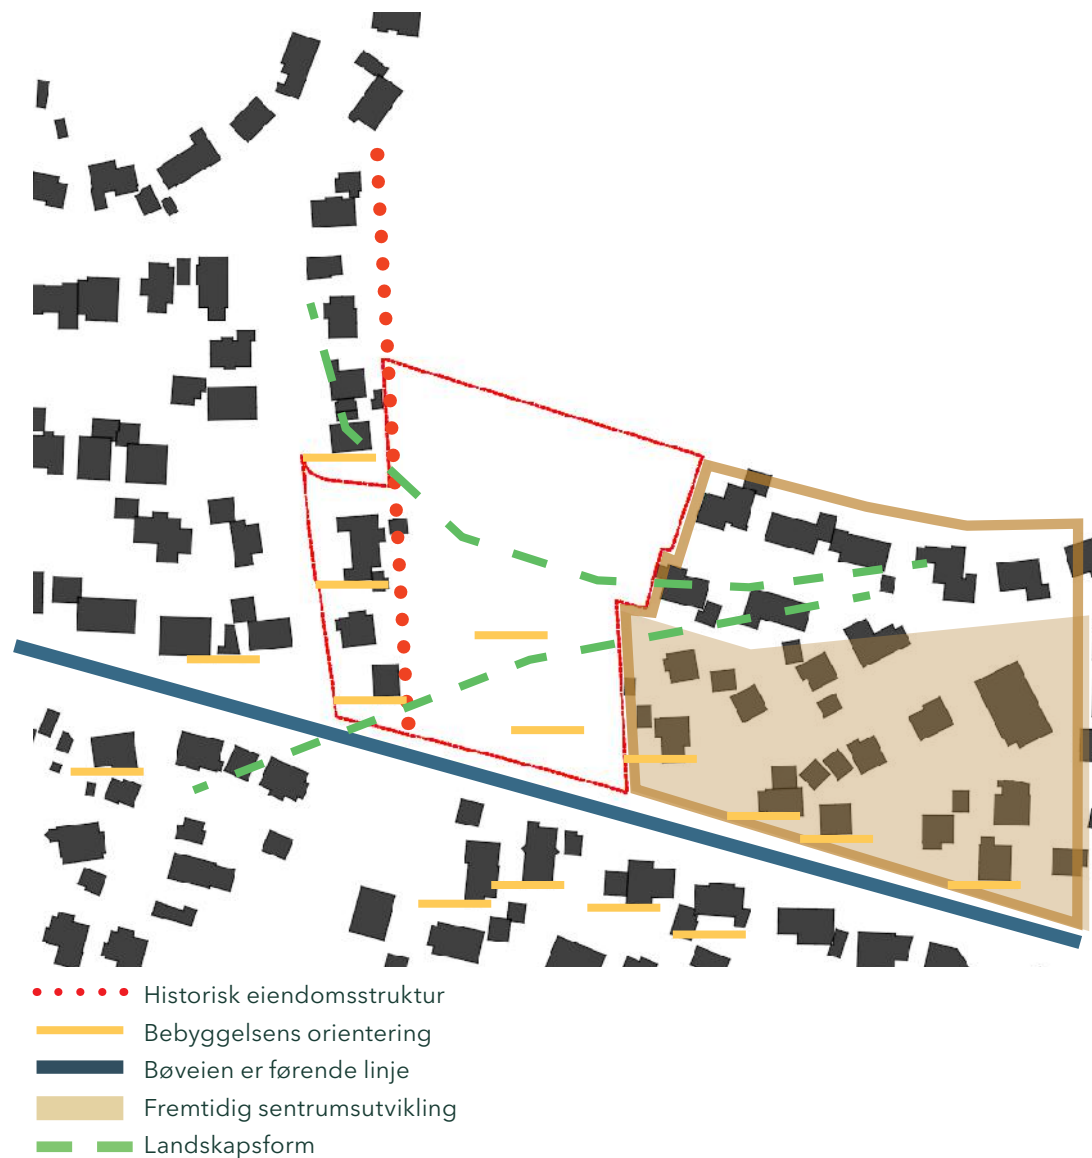 Historisk eiendomsstruktur
Bebyggelsens orientering
Bøveien er førende linje
Fremtidig sentrumsutvikling
Landskapsform